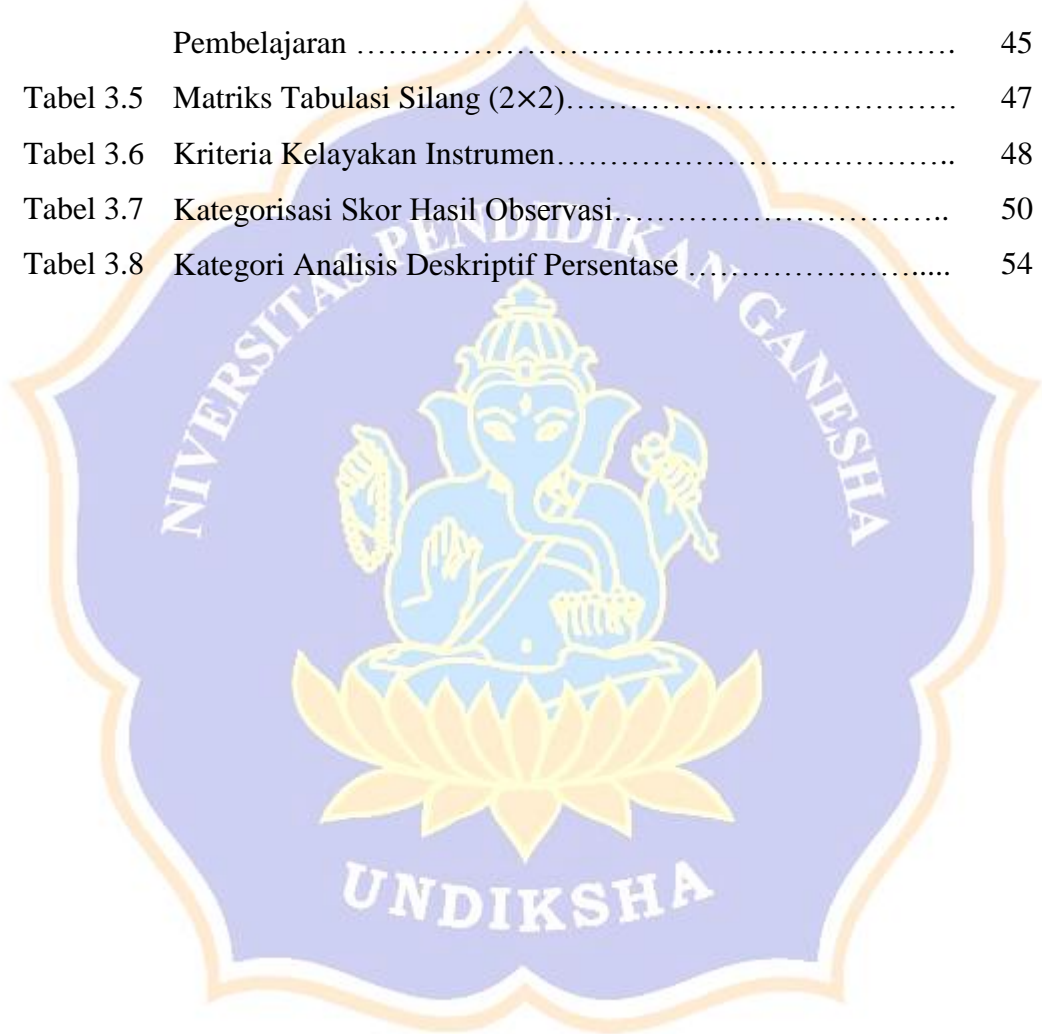 Pembelajaran ……………………………..…………………. 45
Tabel 3.5 Matriks Tabulasi Silang (2×2)………………………………. 47
Tabel 3.6 Kriteria Kelayakan Instrumen……………………………….. 48
Tabel 3.7 Kategorisasi Skor Hasil Observasi………………………….. 50
Tabel 3.8 Kategori Analisis Deskriptif Persentase …………………..... 54
NIVERSITAS PENDIDIKAN GANESHA
UNDIKSHA